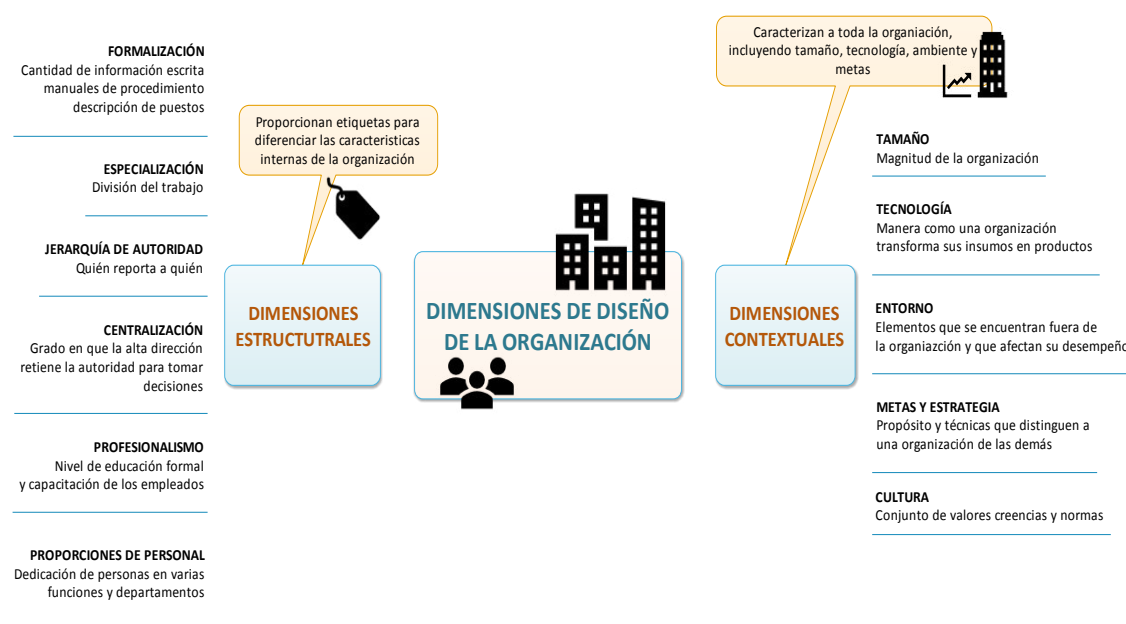 FORMALIZACIÓN
Cantidad de información escrita
manuales de procedimiento
descripción de puestos
ESPECIALIZACIÓN
División del trabajo
JERARQUÍA DE AUTORIDAD
Quién reporta a quién
CENTRALIZACIÓN
Grado en que la alta dirección
retiene la autoridad para tomar
decisiones
PROFESIONALISMO
Nivel de educación formal
y capacitación de los empleados
PROPORCIONES DE PERSONAL
Dedicación de personas en varias
funciones y departamentos
Proporcionan etiquetas para
diferenciar las caracteristicas
internas de la organización
DIMENSIONES
ESTRUCTUTRALES
DIMENSIONES DE DISEÑO
DE LA ORGANIZACIÓN
Caracterizan a toda la organiación,
incluyendo tamaño, tecnología, ambiente y
metas
DIMENSIONES
CONTEXTUALES
TAMAÑO
Magnitud de la organización
TECNOLOGÍA
Manera como una organización
transforma sus insumos en productos
ENTORNO
Elementos que se encuentran fuera de
la organiazción y que afectan su desempeño
METAS Y ESTRATEGIA
Propósito y técnicas que distinguen a
una organización de las demás
CULTURA
Conjunto de valores creencias y normas